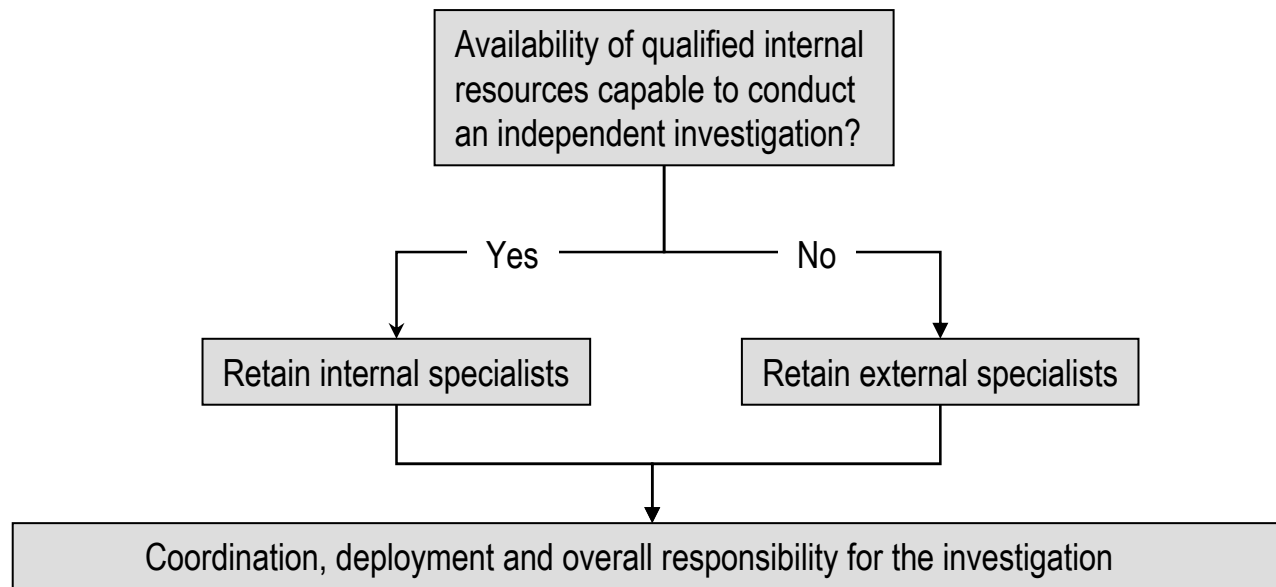 Availability of qualified internal
resources capable to conduct
an independent investigation?
Yes
No
Retain internal specialists
Retain external specialists
Coordination, deployment and overall responsibility for the investigation